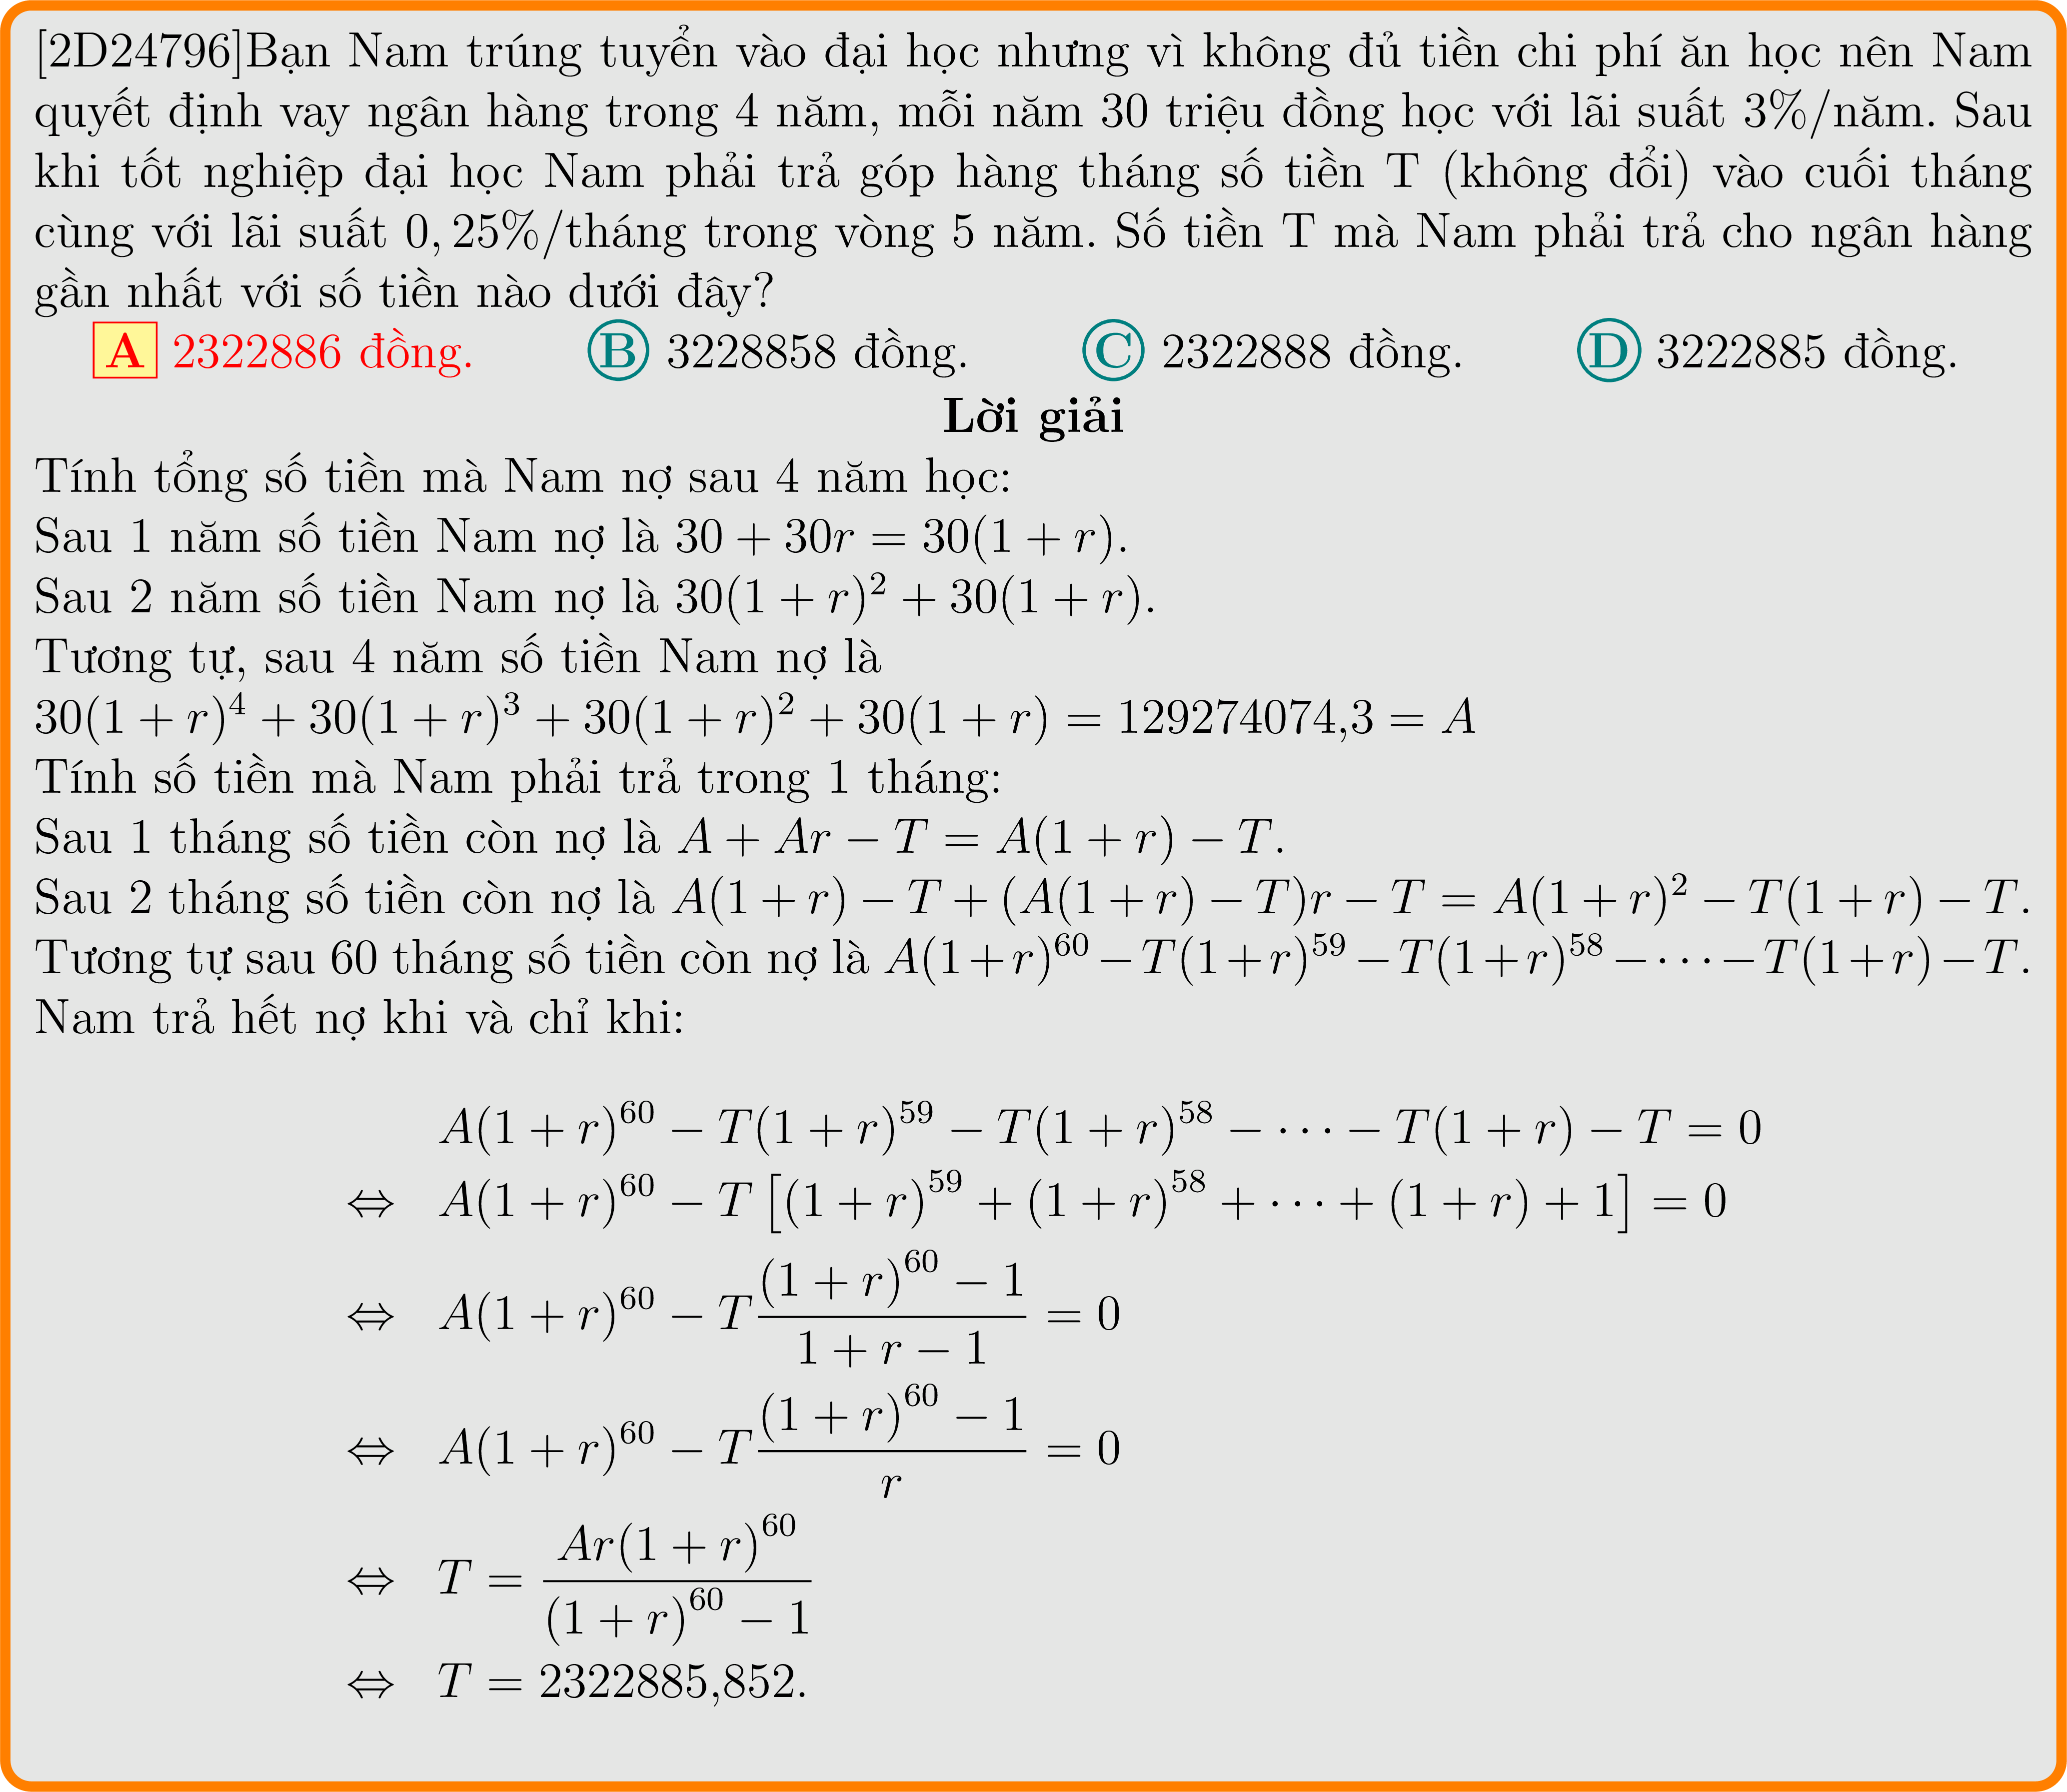 [2D24796]Bạn Nam trúng tuyển vào đại học nhưng vì không đủ tiền chi phí ăn học nên Nam
quyết định vay ngân hàng trong 4 năm, mỗi năm 30 triệu đồng học với lãi suất 3%/năm. Sau
khi tốt nghiệp đại học Nam phải trả góp hàng tháng số tiền T (không đổi) vào cuối tháng
cùng với lãi suất 0, 25%/tháng trong vòng 5 năm. Số tiền T mà Nam phải trả cho ngân hàng
gần nhất với số tiền nào dưới đây?
A 2322886 đồng. B 3228858 đồng. C 2322888 đồng. D 3222885 đồng.
Lời giải
Tính tổng số tiền mà Nam nợ sau 4 năm học:
Sau 1 năm số tiền Nam nợ là $30 + 30r = 30(1 + r)$.
Sau 2 năm số tiền Nam nợ là $30(1 + r)^2 + 30(1 + r)$.
Tương tự, sau 4 năm số tiền Nam nợ là
$30(1 + r)^4 + 30(1 + r)^3 + 30(1 + r)^2 + 30(1 + r) = 129274074{,}3 = A$
Tính số tiền mà Nam phải trả trong 1 tháng:
Sau 1 tháng số tiền còn nợ là $A + Ar - T = A(1 + r) - T$.
Sau 2 tháng số tiền còn nợ là $A(1 + r) - T + (A(1 + r) - T)r - T = A(1 + r)^2 - T(1 + r) - T$.
Tương tự sau 60 tháng số tiền còn nợ là $A(1+r)^{60} - T(1+r)^{59} - T(1+r)^{58} - \cdots - T(1+r) - T$.
Nam trả hết nợ khi và chỉ khi:
$A(1 + r)^{60} - T(1 + r)^{59} - T(1 + r)^{58} - \cdots - T(1 + r) - T = 0$
$\Leftrightarrow A(1 + r)^{60} - T\left[(1 + r)^{59} + (1 + r)^{58} + \cdots + (1 + r) + 1\right] = 0$
$\Leftrightarrow A(1 + r)^{60} - T\frac{(1 + r)^{60} - 1}{1 + r - 1} = 0$
$\Leftrightarrow A(1 + r)^{60} - T\frac{(1 + r)^{60} - 1}{r} = 0$
$\Leftrightarrow T = \frac{Ar(1 + r)^{60}}{(1 + r)^{60} - 1}$
$\Leftrightarrow T = 2322885{,}852.$